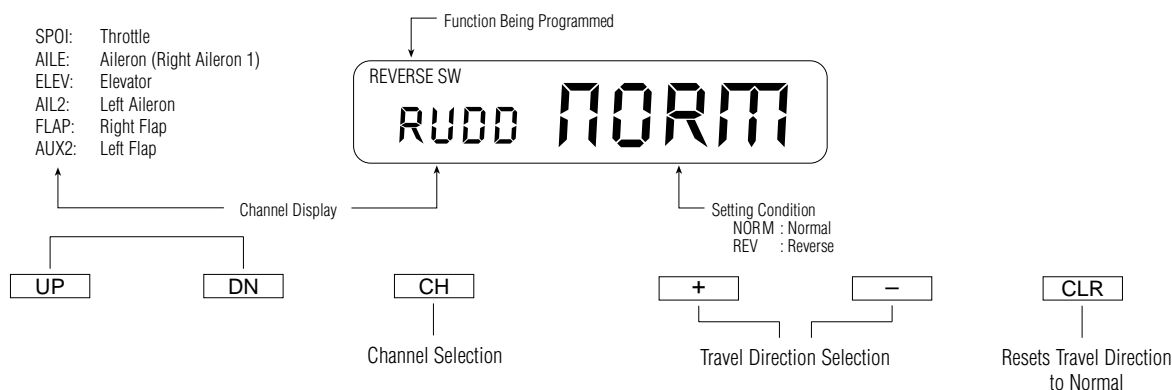 Function Being Programmed
SPOI: Throttle
AILE: Aileron (Right Aileron 1)
ELEV: Elevator
AIL2: Left Aileron
FLAP: Right Flap
AUX2: Left Flap
REVERSE SW
RUDD NORM
Channel Display
Setting Condition
NORM : Normal
REV : Reverse
UP DN CH + – CLR
Channel Selection
Travel Direction Selection
Resets Travel Direction
to Normal